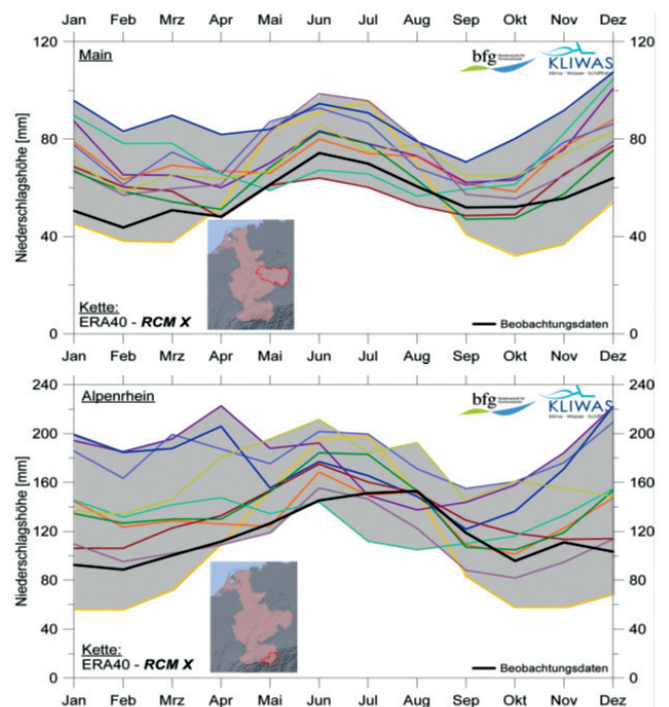 Jan Feb Mrz Apr Mai Jun Jul Aug Sep Okt Nov Dez
120 120
Main
bfg
KLIWAS
Klima · Wasser · Schifffahrt
Niederschlagshöhe [mm]
80 80
40 40
Kette:
ERA40 - RCM X
Beobachtungsdaten
0 0
Jan Feb Mrz Apr Mai Jun Jul Aug Sep Okt Nov Dez
240 240
Alpenrhein
bfg
KLIWAS
200 200
160 160
Niederschlagshöhe [mm]
120 120
80 80
40 40
Kette:
ERA40 - RCM X
Beobachtungsdaten
0 0
Jan Feb Mrz Apr Mai Jun Jul Aug Sep Okt Nov Dez